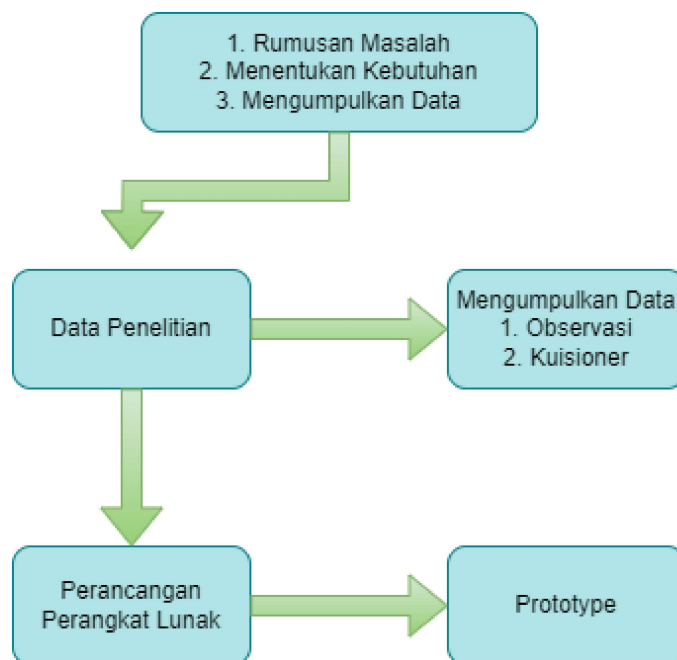 1. Rumusan Masalah
2. Menentukan Kebutuhan
3. Mengumpulkan Data
Data Penelitian
Mengumpulkan Data
1. Observasi
2. Kuisioner
Perancangan
Perangkat Lunak
Prototype